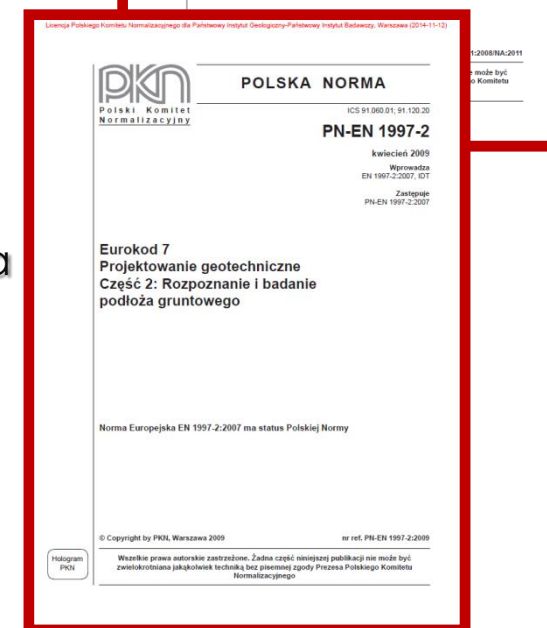 Licencja Polskiego Komitetu Normalizacyjnego dla Państwowy Instytut Geologiczny-Państwowy Instytut Badawczy, Warszawa (2014-11-12)
1:2008/NA:2011
e może być
o Komitetu
PKN
Polski Komitet
Normalizacyjny
POLSKA NORMA
ICS 91.060.01; 91.120.20
PN-EN 1997-2
kwiecień 2009
Wprowadza
EN 1997-2:2007, IDT
Zastępuje
PN-EN 1997-2:2007
a
Eurokod 7
Projektowanie geotechniczne
Część 2: Rozpoznanie i badanie
podłoża gruntowego
Norma Europejska EN 1997-2:2007 ma status Polskiej Normy
© Copyright by PKN, Warszawa 2009
nr ref. PN-EN 1997-2:2009
Hologram
PKN
Wszelkie prawa autorskie zastrzeżone. Żadna część niniejszej publikacji nie może być
zwielokrotniana jakąkolwiek techniką bez pisemnej zgody Prezesa Polskiego Komitetu
Normalizacyjnego